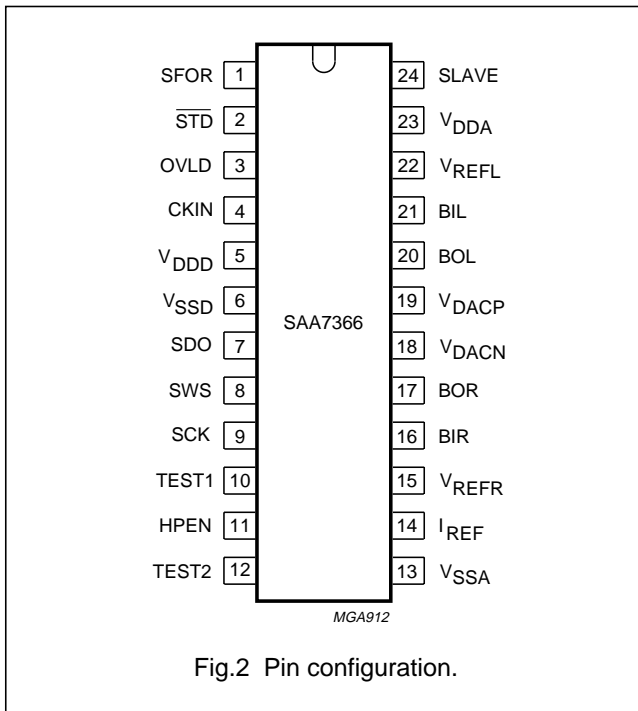 SFOR 1 24 SLAVE
S̅T̅D̅ 2 23 VDDA
OVLD 3 22 VREFL
CKIN 4 21 BIL
VDDD 5 20 BOL
VSSD 6 19 VDACP
SAA7366
SDO 7 18 VDACN
SWS 8 17 BOR
SCK 9 16 BIR
TEST1 10 15 VREFR
HPEN 11 14 IREF
TEST2 12 13 VSSA
MGA912
Fig.2 Pin configuration.